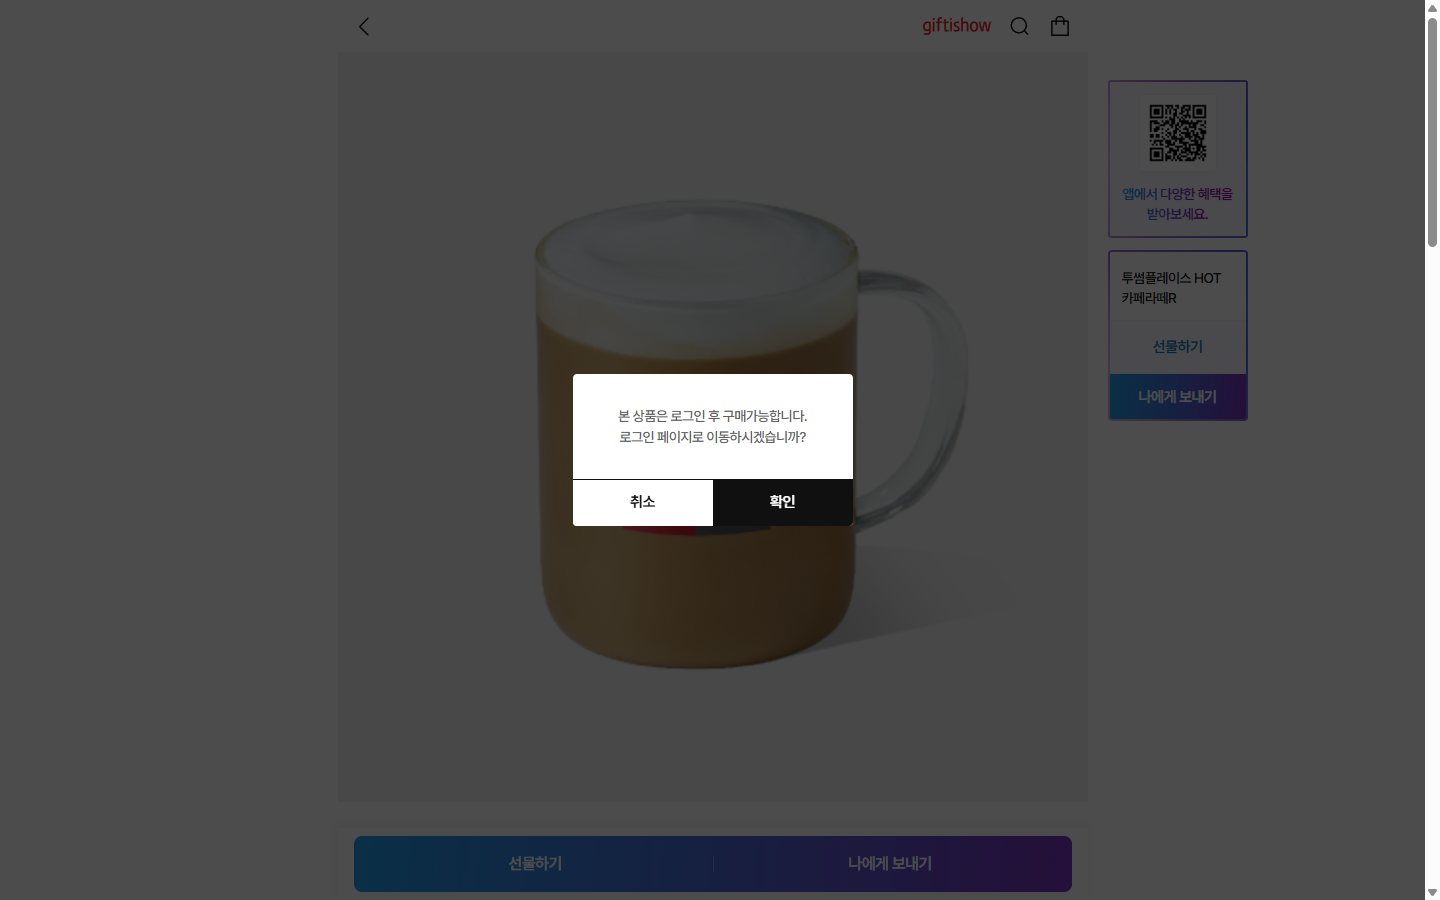 giftishow
앱에서 다양한 혜택을
받아보세요.
투썸플레이스 HOT
카페라떼R
선물하기
나에게 보내기
본 상품은 로그인 후 구매가능합니다.
로그인 페이지로 이동하시겠습니까?
취소 확인
선물하기 나에게 보내기